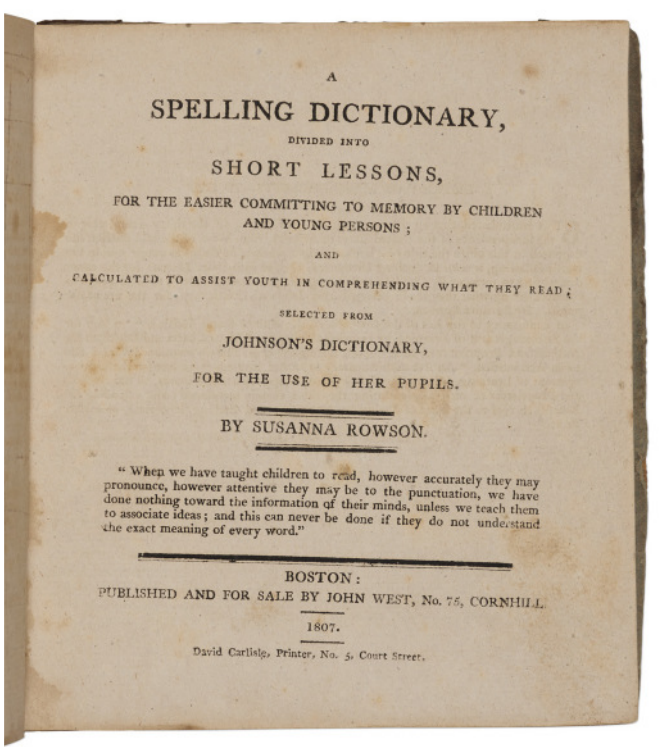 A
SPELLING DICTIONARY,
DIVIDED INTO
SHORT LESSONS,
FOR THE EASIER COMMITTING TO MEMORY BY CHILDREN
AND YOUNG PERSONS ;
AND
CALCULATED TO ASSIST YOUTH IN COMPREHENDING WHAT THEY READ ;
SELECTED FROM
JOHNSON'S DICTIONARY,
FOR THE USE OF HER PUPILS.
BY SUSANNA ROWSON.
“ When we have taught children to read, however accurately they may
pronounce, however attentive they may be to the punctuation, we have
done nothing toward the information of their minds, unless we teach them
to associate ideas ; and this can never be done if they do not understand
the exact meaning of every word.”
BOSTON :
PUBLISHED AND FOR SALE BY JOHN WEST, No. 75, CORNHILL
1807.
David Carlisle, Printer, No. 5, Court Street.